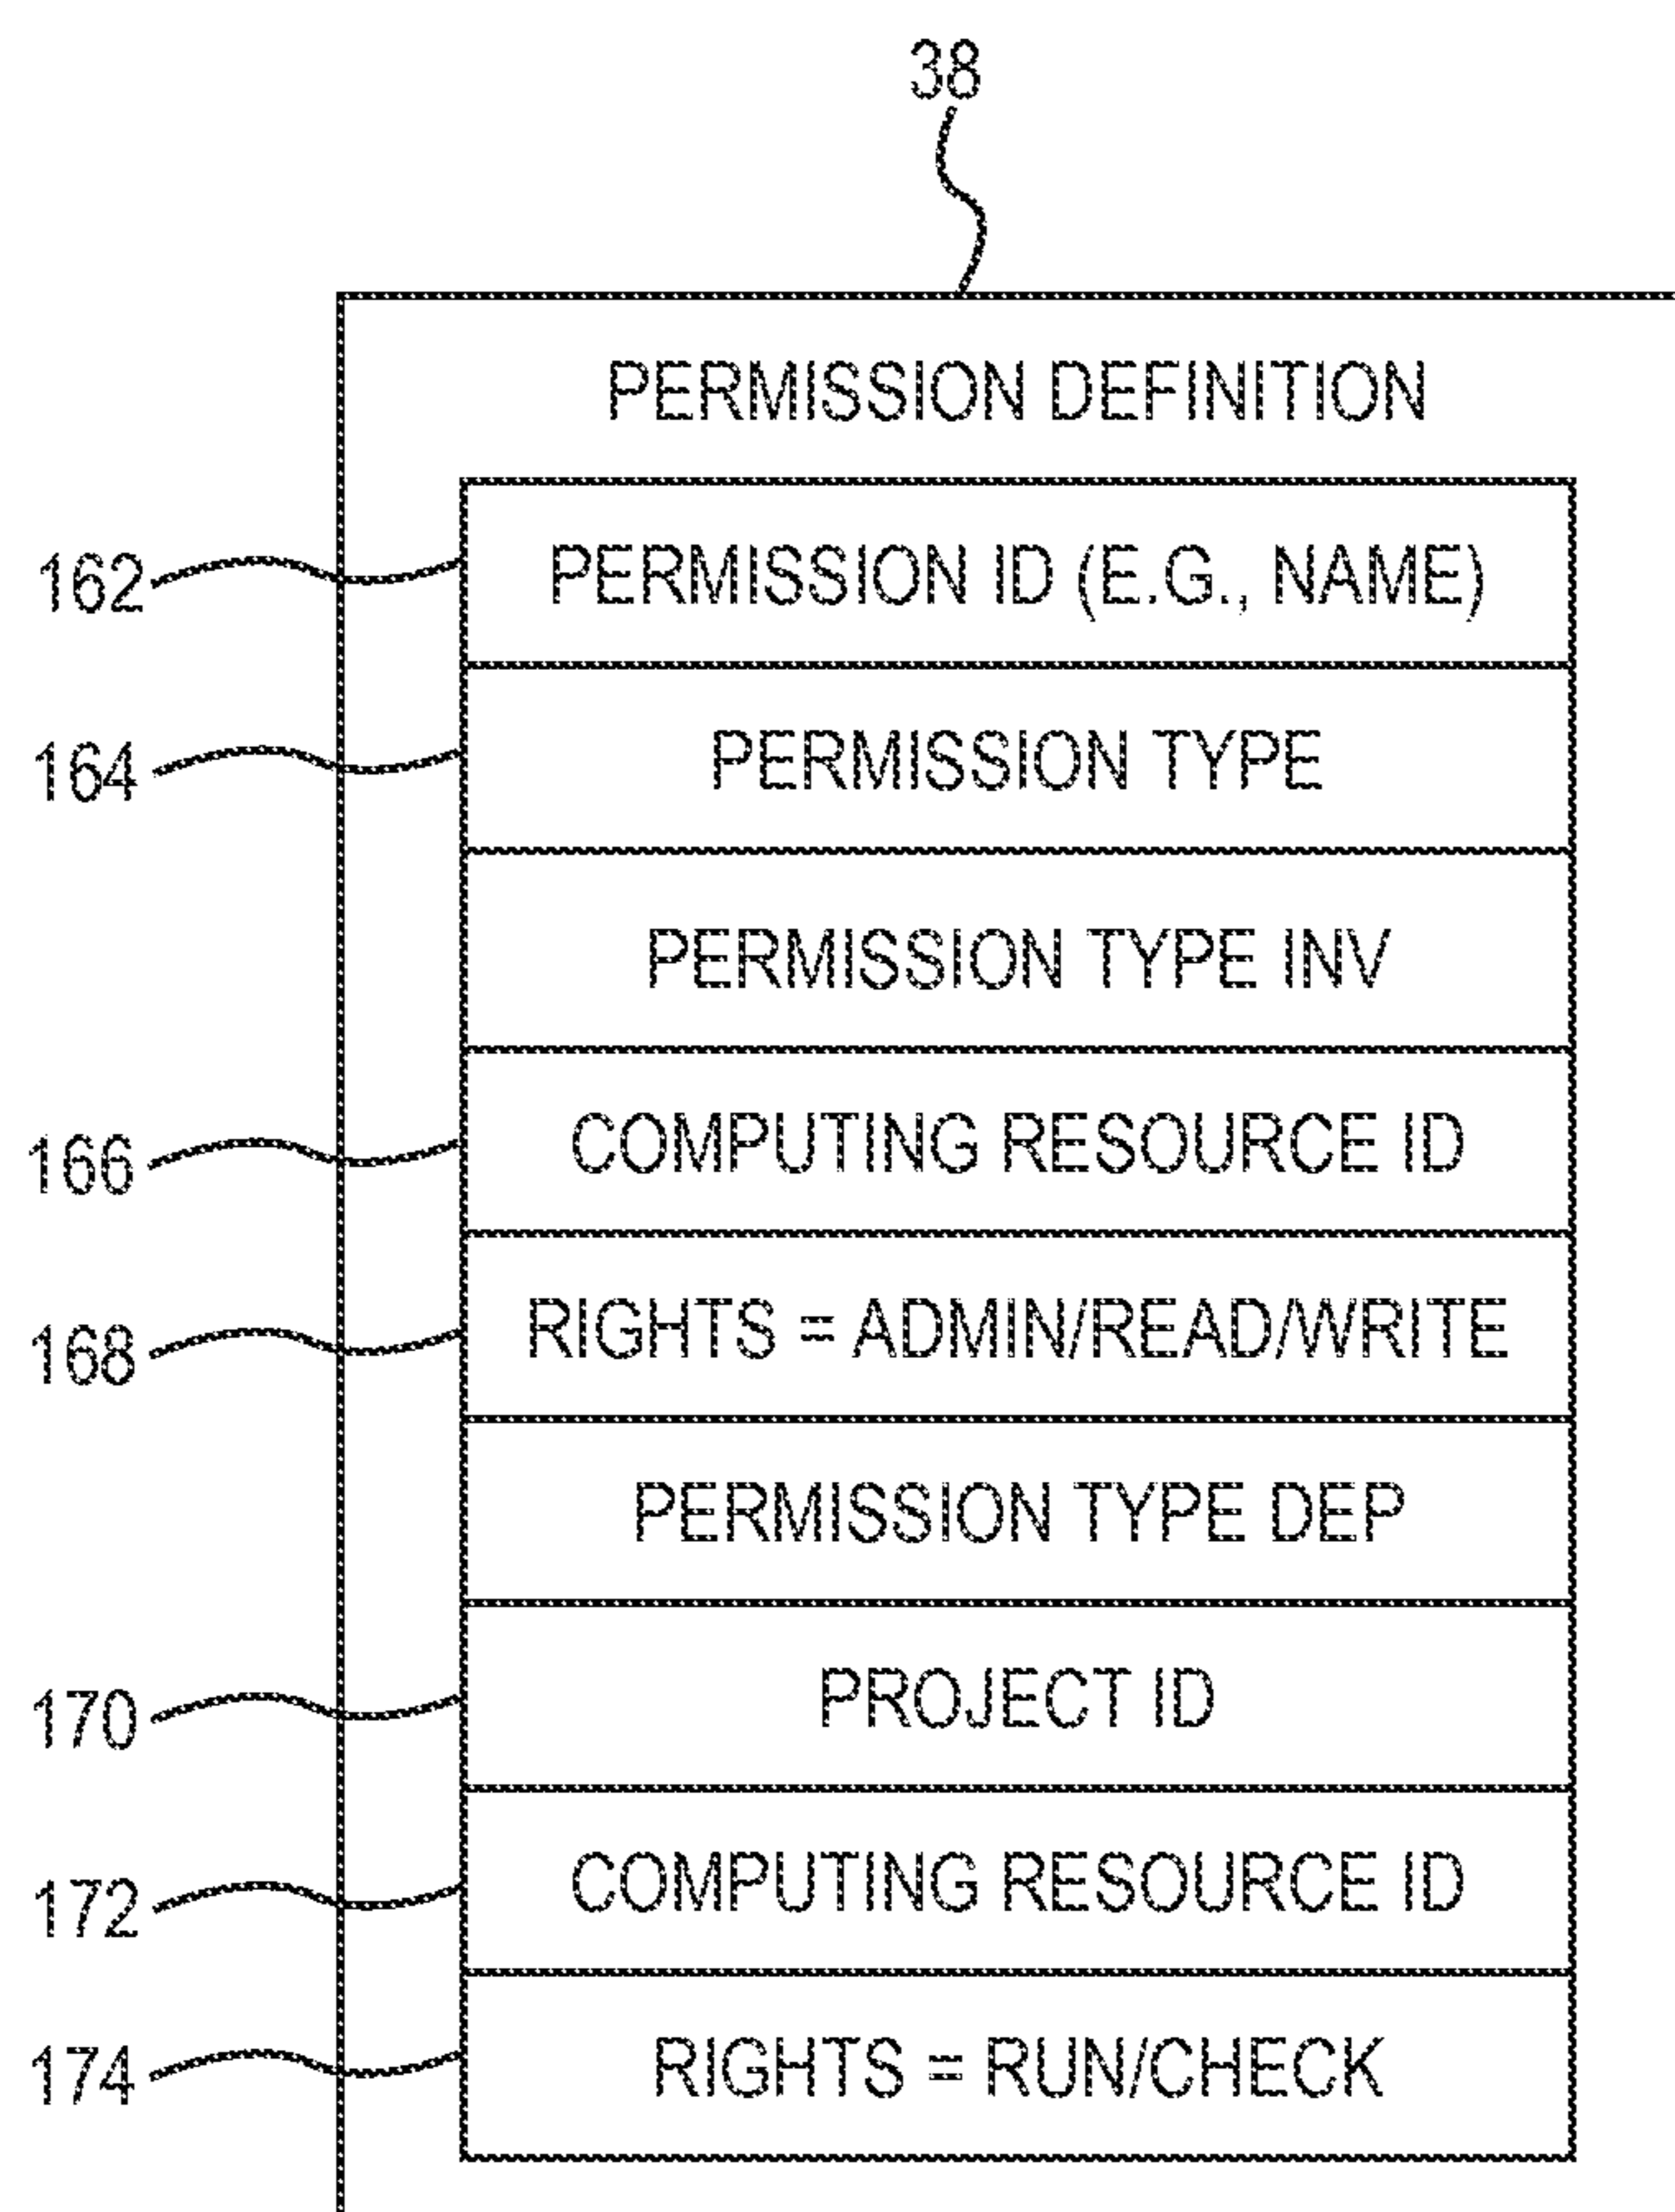 38
PERMISSION DEFINITION
162 PERMISSION ID (E.G., NAME)
164 PERMISSION TYPE
PERMISSION TYPE INV
166 COMPUTING RESOURCE ID
168 RIGHTS = ADMIN/READ/WRITE
PERMISSION TYPE DEP
170 PROJECT ID
172 COMPUTING RESOURCE ID
174 RIGHTS = RUN/CHECK